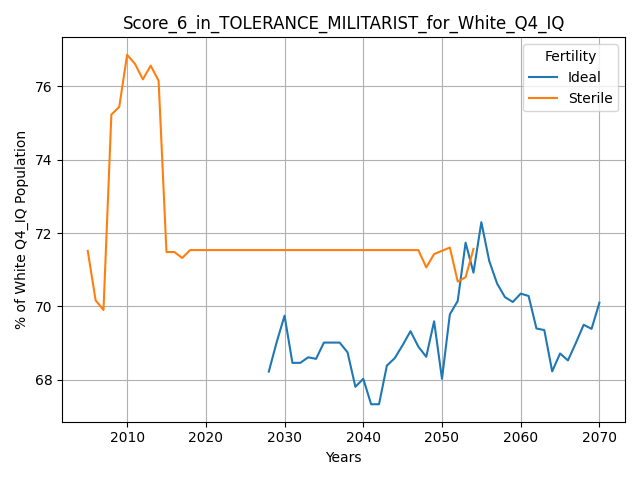 Score_6_in_TOLERANCE_MILITARIST_for_White_Q4_IQ
Fertility
Ideal
Sterile
% of White Q4_IQ Population
76
74
72
70
68
2010 2020 2030 2040 2050 2060 2070
Years